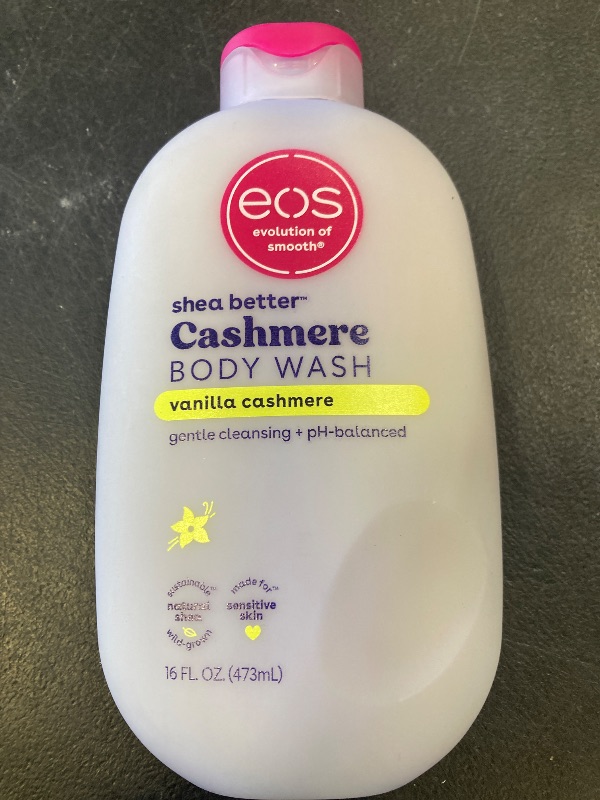 eos
evolution of
smooth®
shea better™
Cashmere
BODY WASH
vanilla cashmere
gentle cleansing + pH-balanced
sustainable
natural
shea
wild-grown
made for
sensitive
skin
16 FL. OZ. (473mL)